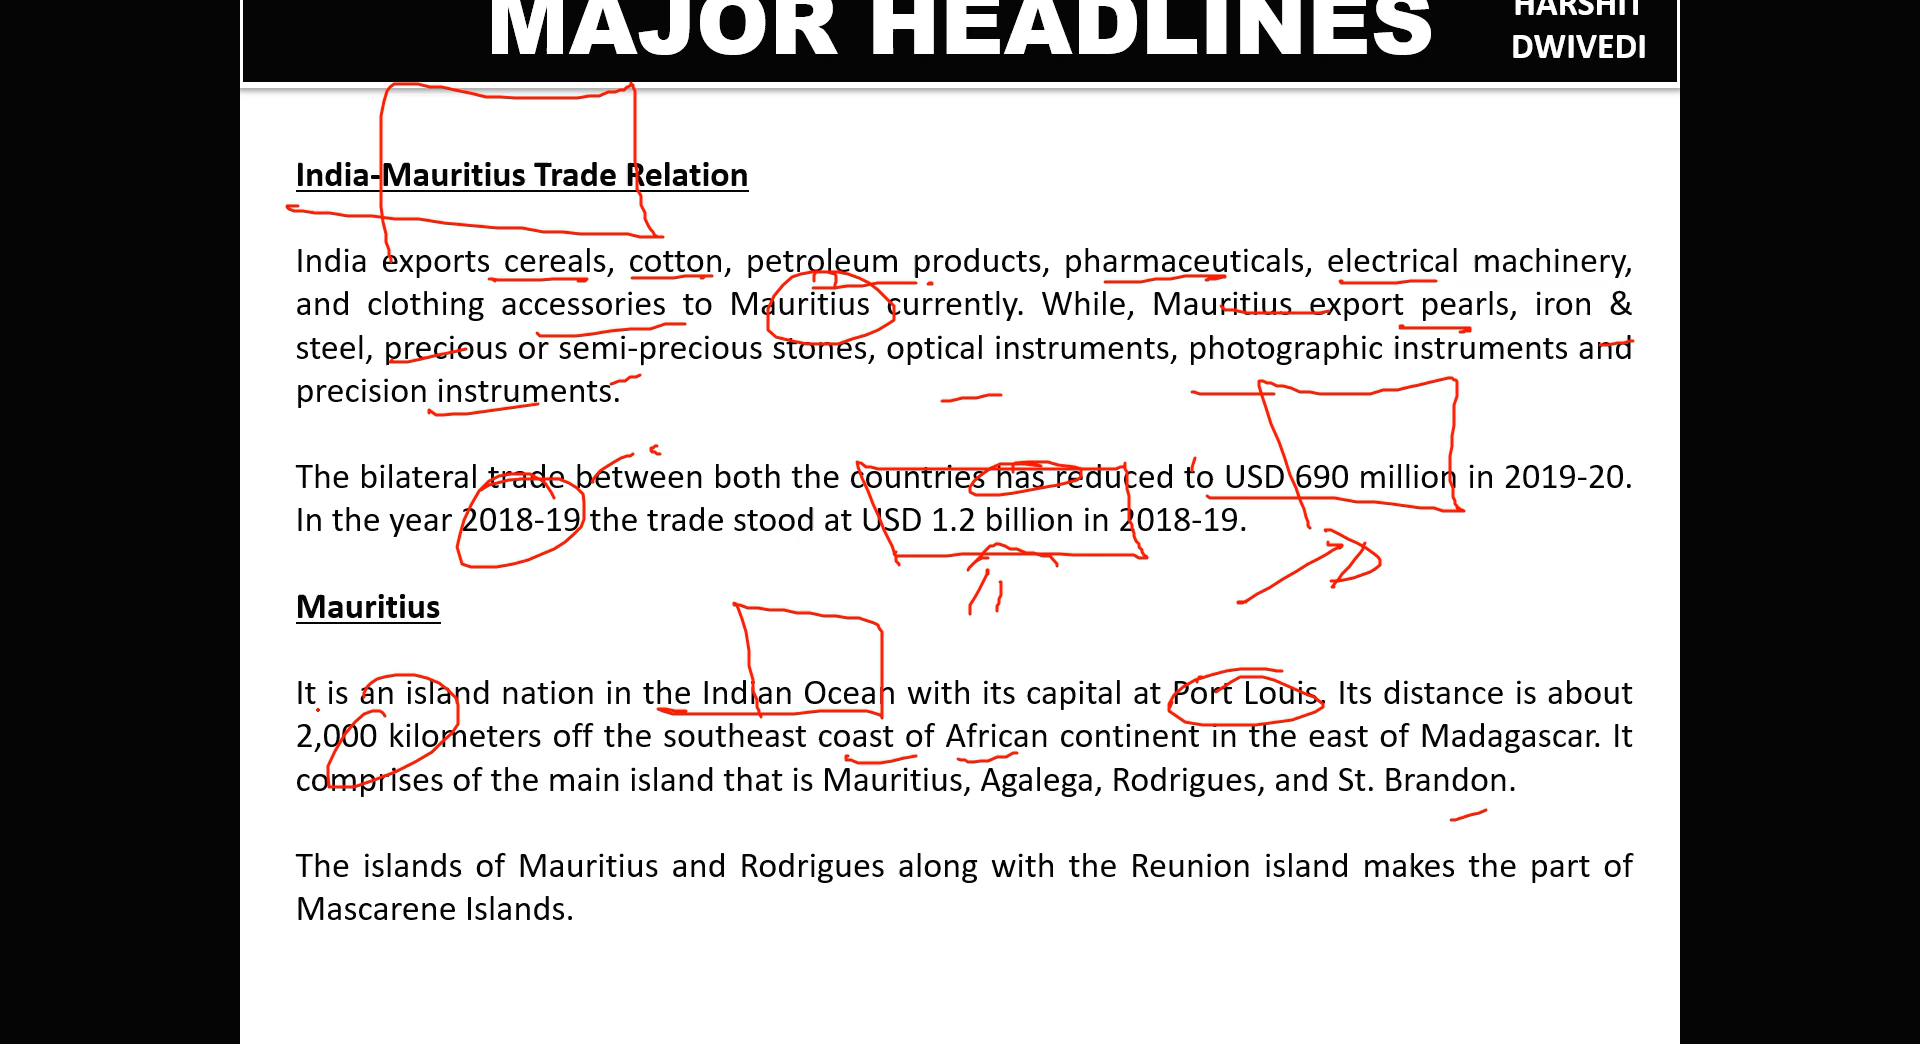 MAJOR HEADLINES
HARSHIT
DWIVEDI
India-Mauritius Trade Relation
India exports cereals, cotton, petroleum products, pharmaceuticals, electrical machinery,
and clothing accessories to Mauritius currently. While, Mauritius export pearls, iron &
steel, precious or semi-precious stones, optical instruments, photographic instruments and
precision instruments.
The bilateral trade between both the countries has reduced to USD 690 million in 2019-20.
In the year 2018-19 the trade stood at USD 1.2 billion in 2018-19.
Mauritius
It is an island nation in the Indian Ocean with its capital at Port Louis. Its distance is about
2,000 kilometers off the southeast coast of African continent in the east of Madagascar. It
comprises of the main island that is Mauritius, Agalega, Rodrigues, and St. Brandon.
The islands of Mauritius and Rodrigues along with the Reunion island makes the part of
Mascarene Islands.